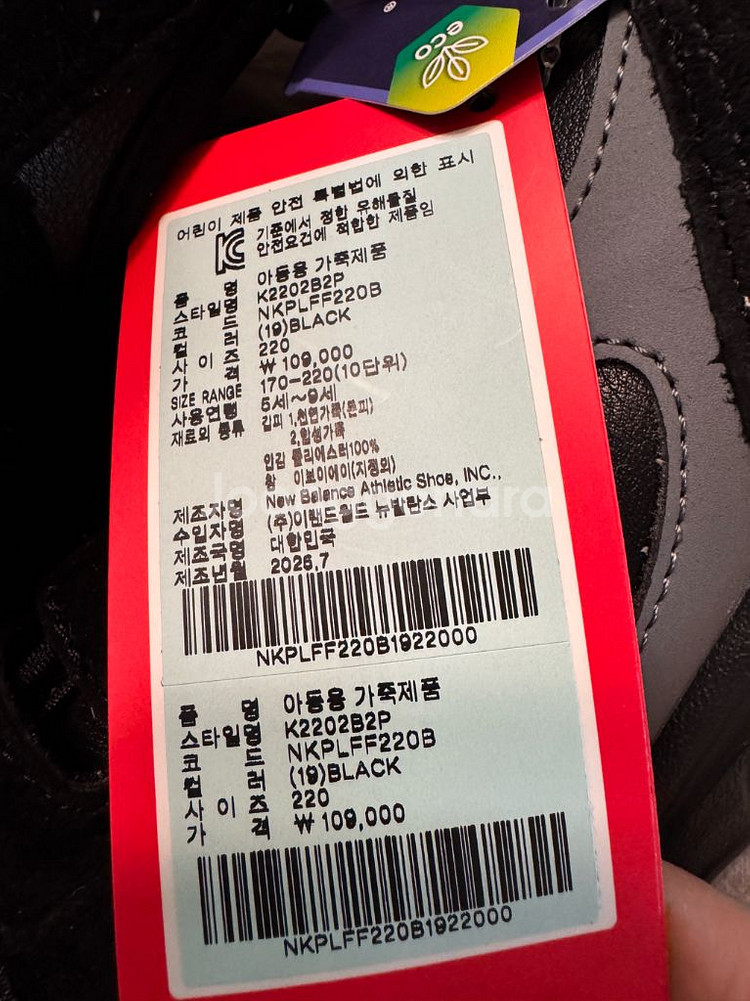 eco
어린이 제품 안전 특별법에 의한 표시
KC 기준에서 정한 유해물질
안전요건에 적합한 제품임
품 명 아동용 가죽제품
스타일명 K2202B2P
코 드 NKPLFF220B
컬 러 (19)BLACK
사 이 즈 220
가 격 ₩ 109,000
SIZE RANGE 170-220(10단위)
사용연령 5세~9세
재료의 종류 겉피 1.천연가죽(돈피)
2.합성가죽
안감 폴리에스터100%
창 이브이에이(지정외)
제조자명 New Balance Athletic Shoe, INC.,
수입자명 (주)이랜드월드 뉴발란스 사업부
제조국명 대한민국
제조년월 2026.7
NKPLFF220B1922000
품 명 아동용 가죽제품
스타일명 K2202B2P
코 드 NKPLFF220B
컬 러 (19)BLACK
사 이 즈 220
가 격 ₩ 109,000
NKPLFF220B1922000